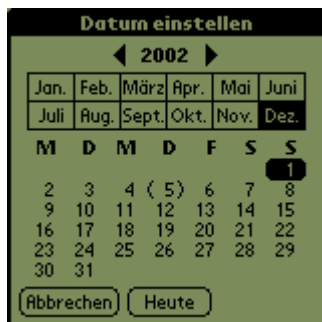 Datum einstellen
2002
Jan. Feb. März Apr. Mai Juni
Juli Aug. Sept. Okt. Nov. Dez.
M D M D F S S
1
2 3 4 (5) 6 7 8
9 10 11 12 13 14 15
16 17 18 19 20 21 22
23 24 25 26 27 28 29
30 31
Abbrechen Heute